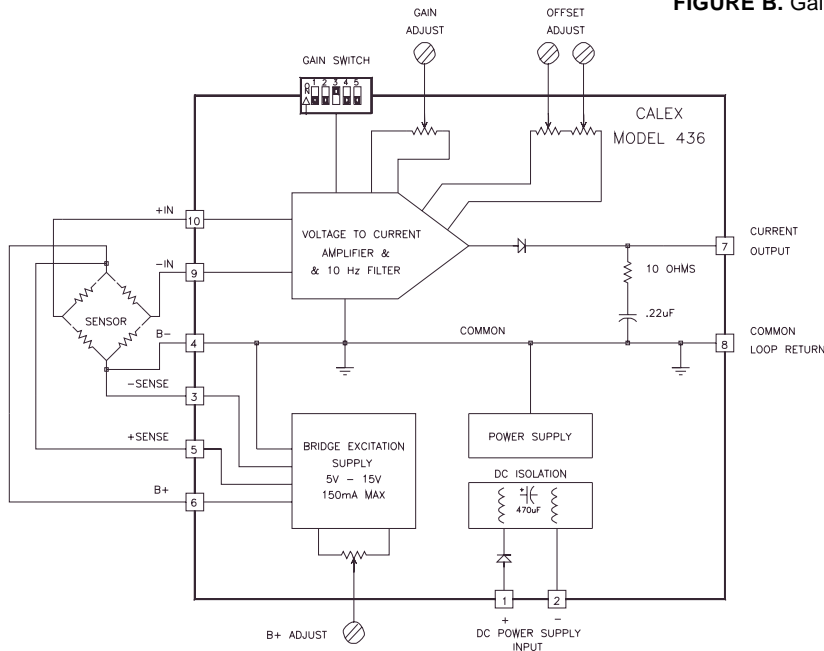 FIGURE B. Gai
GAIN
ADJUST
OFFSET
ADJUST
GAIN SWITCH
ON
1 2 3 4 5
CALEX
MODEL 436
+IN
10
VOLTAGE TO CURRENT
AMPLIFIER &
& 10 Hz FILTER
7
CURRENT
OUTPUT
-IN
9
10 OHMS
.22uF
SENSOR
B-
4
COMMON
8
COMMON
LOOP RETURN
-SENSE
3
+SENSE
5
BRIDGE EXCITATION
SUPPLY
5V - 15V
150mA MAX
POWER SUPPLY
DC ISOLATION
+
470uF
B+
6
1
2
+
-
B+ ADJUST
DC POWER SUPPLY
INPUT